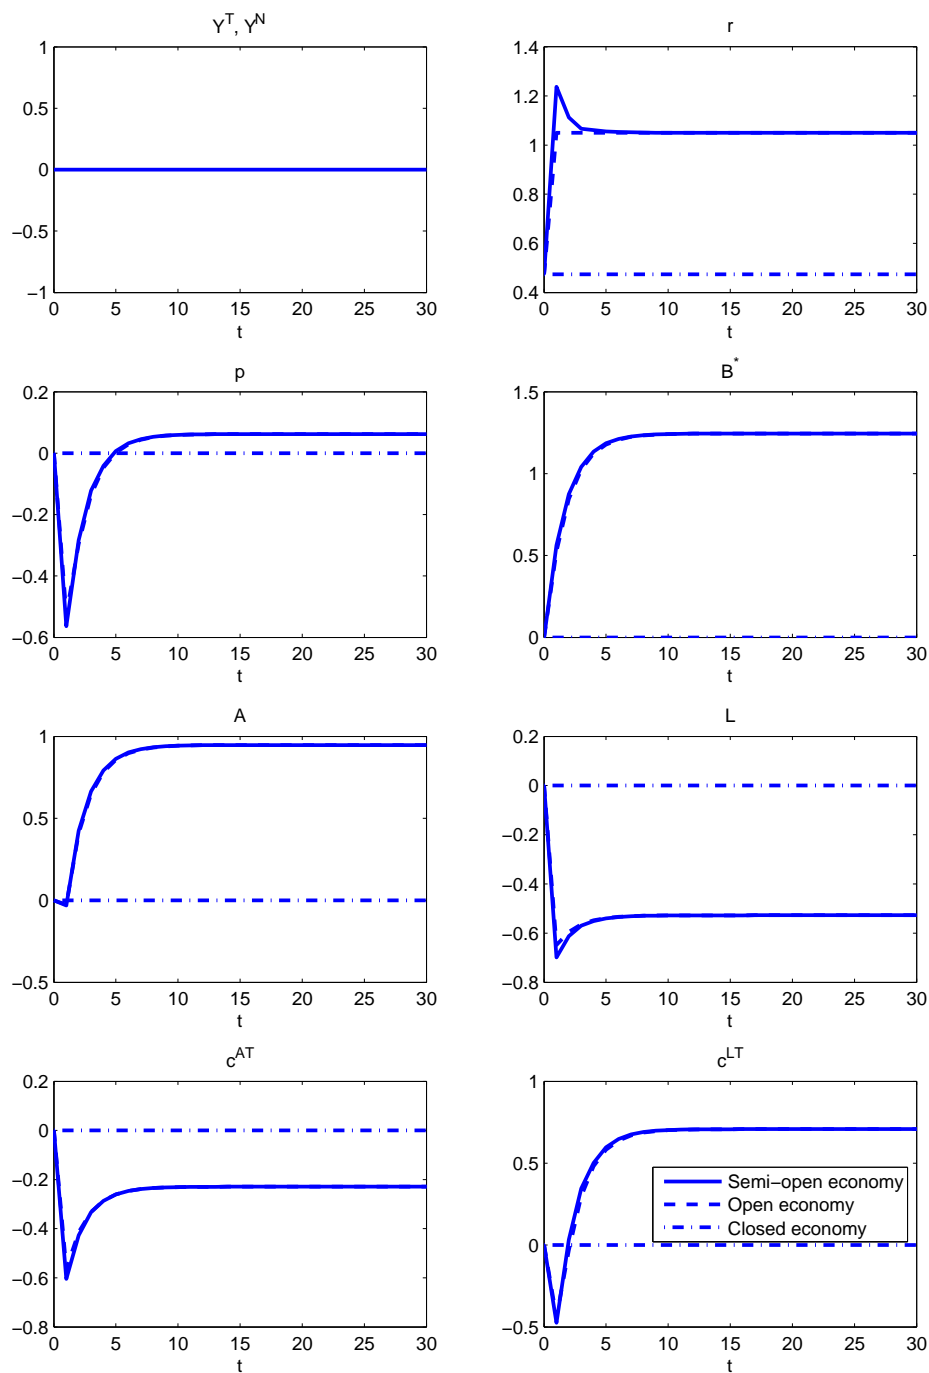 Y^T, Y^N
1
0.5
0
−0.5
−1
0 5 10 15 20 25 30
t
r
1.4
1.2
1
0.8
0.6
0.4
0 5 10 15 20 25 30
t
p
0.2
0
−0.2
−0.4
−0.6
0 5 10 15 20 25 30
t
B^*
1.5
1
0.5
0
0 5 10 15 20 25 30
t
A
1
0.5
0
−0.5
0 5 10 15 20 25 30
t
L
0.2
0
−0.2
−0.4
−0.6
−0.8
0 5 10 15 20 25 30
t
c^AT
0.2
0
−0.2
−0.4
−0.6
−0.8
0 5 10 15 20 25 30
t
c^LT
1
0.5
0
−0.5
Semi−open economy
Open economy
Closed economy
0 5 10 15 20 25 30
t